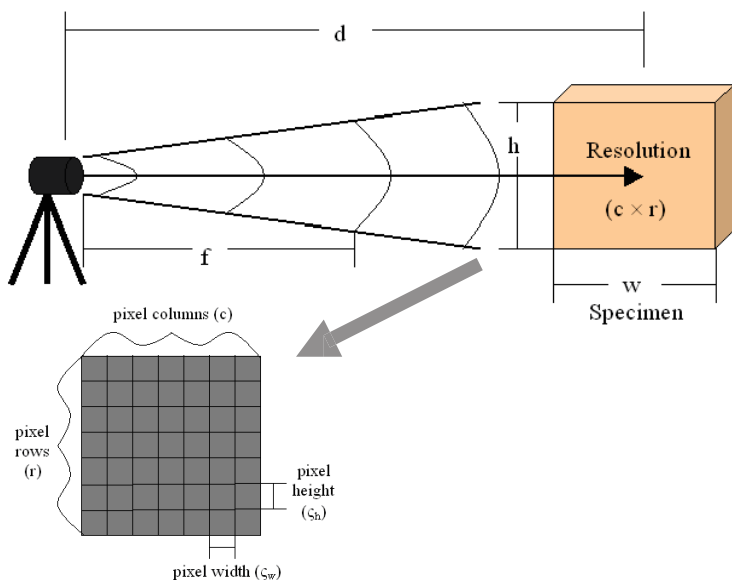 d
h
Resolution
(c × r)
f
w
Specimen
pixel columns (c)
pixel
rows
(r)
pixel
height
(ςh)
pixel width (ςw)